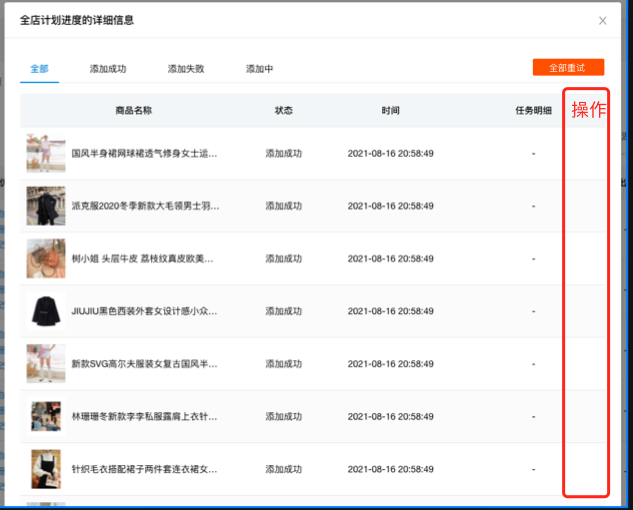 全店计划进度的详细信息
全部 添加成功 添加失败 添加中 全部重试
商品名称 状态 时间 任务明细 操作
国风半身裙网球裙透气修身女士运... 添加成功 2021-08-16 20:58:49 -
派克服2020冬季新款大毛领男士羽... 添加成功 2021-08-16 20:58:49 -
树小姐 头层牛皮 荔枝纹真皮欧美... 添加成功 2021-08-16 20:58:49 -
JIUJIU黑色西装外套女设计感小众... 添加成功 2021-08-16 20:58:49 -
新款SVG高尔夫服装女复古国风半... 添加成功 2021-08-16 20:58:49 -
林珊珊冬新款李李私服露肩上衣针... 添加成功 2021-08-16 20:58:49 -
针织毛衣搭配裙子两件套连衣裙女... 添加成功 2021-08-16 20:58:49 -